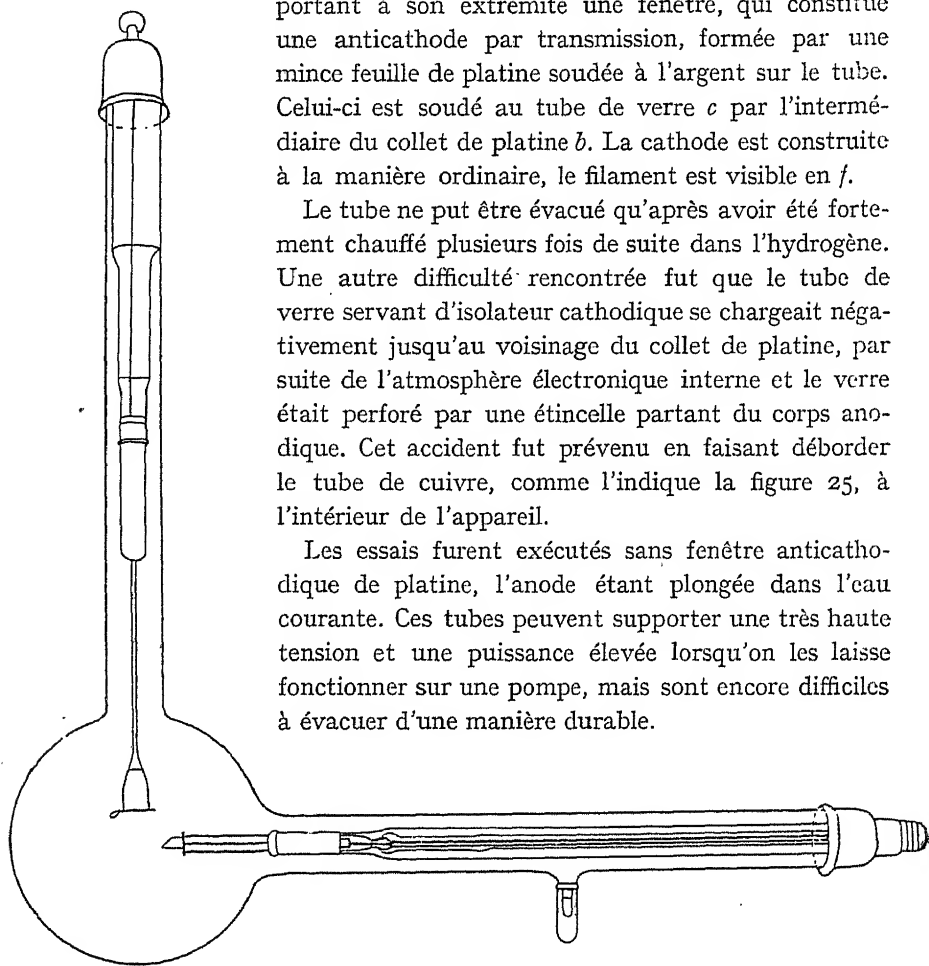 portant à son extrémité une fenêtre, qui constitue
une anticathode par transmission, formée par une
mince feuille de platine soudée à l'argent sur le tube.
Celui-ci est soudé au tube de verre c par l'intermé-
diaire du collet de platine b. La cathode est construite
à la manière ordinaire, le filament est visible en f.
Le tube ne put être évacué qu'après avoir été forte-
ment chauffé plusieurs fois de suite dans l'hydrogène.
Une autre difficulté rencontrée fut que le tube de
verre servant d'isolateur cathodique se chargeait néga-
tivement jusqu'au voisinage du collet de platine, par
suite de l'atmosphère électronique interne et le verre
était perforé par une étincelle partant du corps ano-
dique. Cet accident fut prévenu en faisant déborder
le tube de cuivre, comme l'indique la figure 25, à
l'intérieur de l'appareil.
Les essais furent exécutés sans fenêtre anticatho-
dique de platine, l'anode étant plongée dans l'eau
courante. Ces tubes peuvent supporter une très haute
tension et une puissance élevée lorsqu'on les laisse
fonctionner sur une pompe, mais sont encore difficiles
à évacuer d'une manière durable.